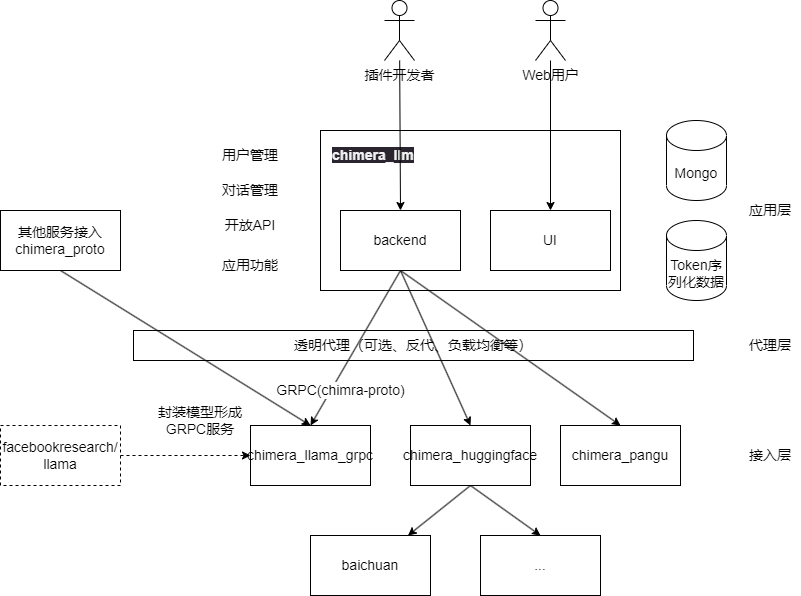 插件开发者
Web用户
用户管理
chimera_llm
对话管理
Mongo
应用层
其他服务接入
chimera_proto
开放API
backend
UI
应用功能
Token序
列化数据
透明代理（可选、反代、负载均衡等）
代理层
GRPC(chimra-proto)
封装模型形成
GRPC服务
facebookresearch/
llama
chimera_llama_grpc
chimera_huggingface
chimera_pangu
接入层
baichuan
...